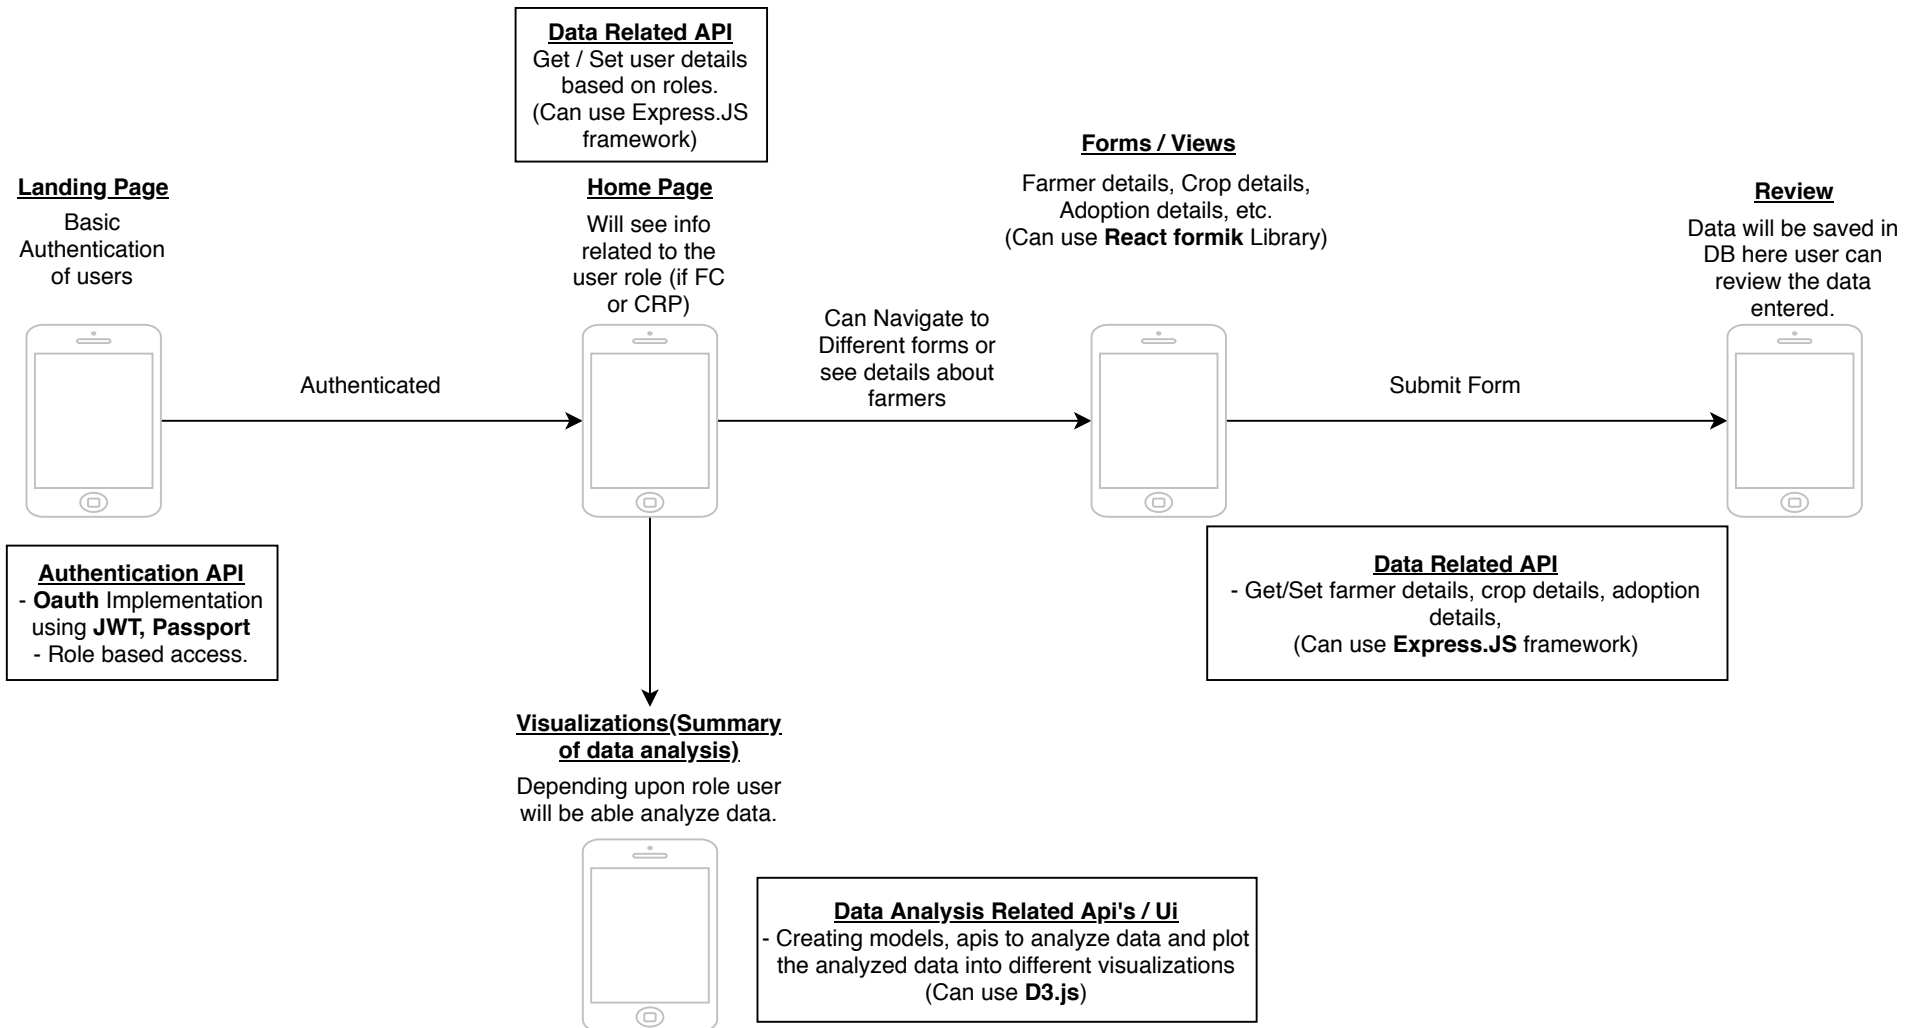 Data Related API
Get / Set user details
based on roles.
(Can use Express.JS
framework)
Landing Page
Basic
Authentication
of users
Home Page
Will see info
related to the
user role (if FC
or CRP)
Forms / Views
Farmer details, Crop details,
Adoption details, etc.
(Can use React formik Library)
Review
Data will be saved in
DB here user can
review the data
entered.
Authenticated
Can Navigate to
Different forms or
see details about
farmers
Submit Form
Authentication API
- Oauth Implementation
using JWT, Passport
- Role based access.
Data Related API
- Get/Set farmer details, crop details, adoption
details,
(Can use Express.JS framework)
Visualizations(Summary
of data analysis)
Depending upon role user
will be able analyze data.
Data Analysis Related Api's / Ui
- Creating models, apis to analyze data and plot
the analyzed data into different visualizations
(Can use D3.js)